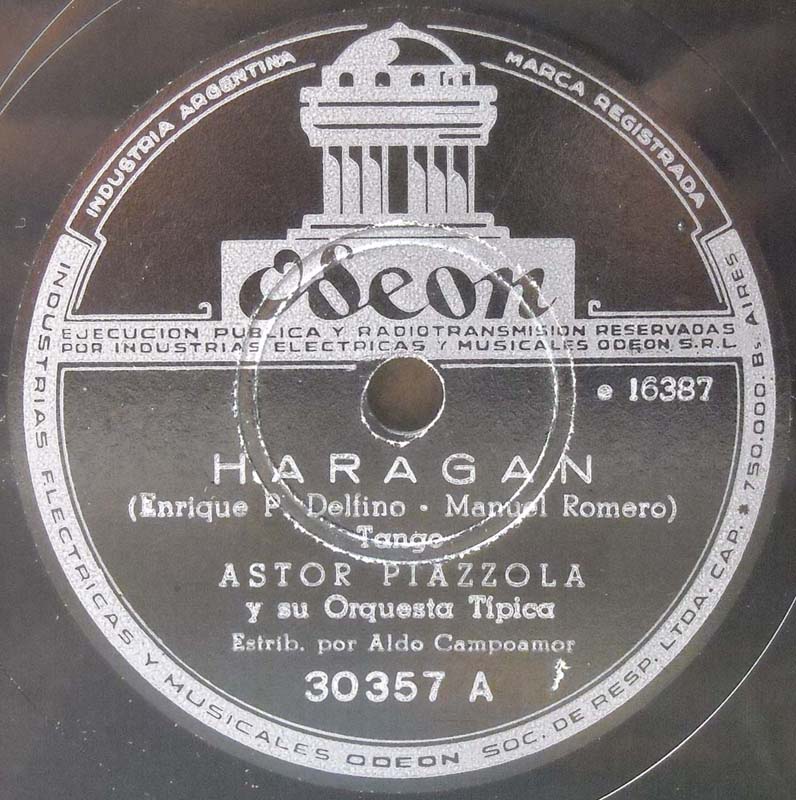 INDUSTRIA ARGENTINA
MARCA REGISTRADA
Odeon
EJECUCION PUBLICA Y RADIOTRANSMISION RESERVADAS
POR INDUSTRIAS ELECTRICAS Y MUSICALES ODEON S.R.L.
e 16387
HARAGAN
(Enrique P. Delfino · Manuel Romero)
Tango
ASTOR PIAZZOLA
y su Orquesta Típica
Estrib. por Aldo Campoamor
30357 A
INDUSTRIAS ELECTRICAS Y MUSICALES ODEON SOC. DE RESP. LTDA. CAP. * 750.000. Bs AIRES